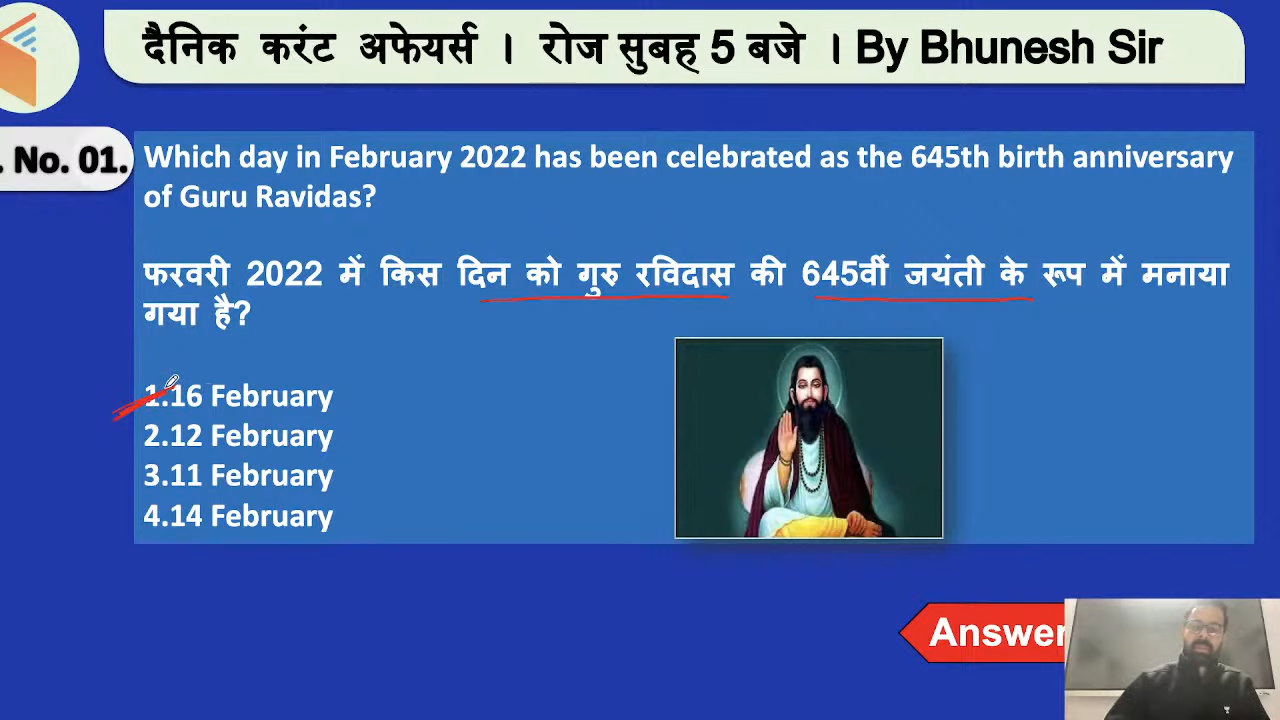 दैनिक करंट अफेयर्स । रोज सुबह 5 बजे । By Bhunesh Sir
. No. 01.
Which day in February 2022 has been celebrated as the 645th birth anniversary
of Guru Ravidas?
फरवरी 2022 में किस दिन को गुरु रविदास की 645वीं जयंती के रूप में मनाया
गया है?
1.16 February
2.12 February
3.11 February
4.14 February
Answer